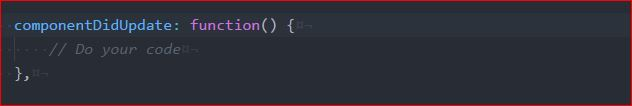 componentDidUpdate: function() {
// Do your code
},